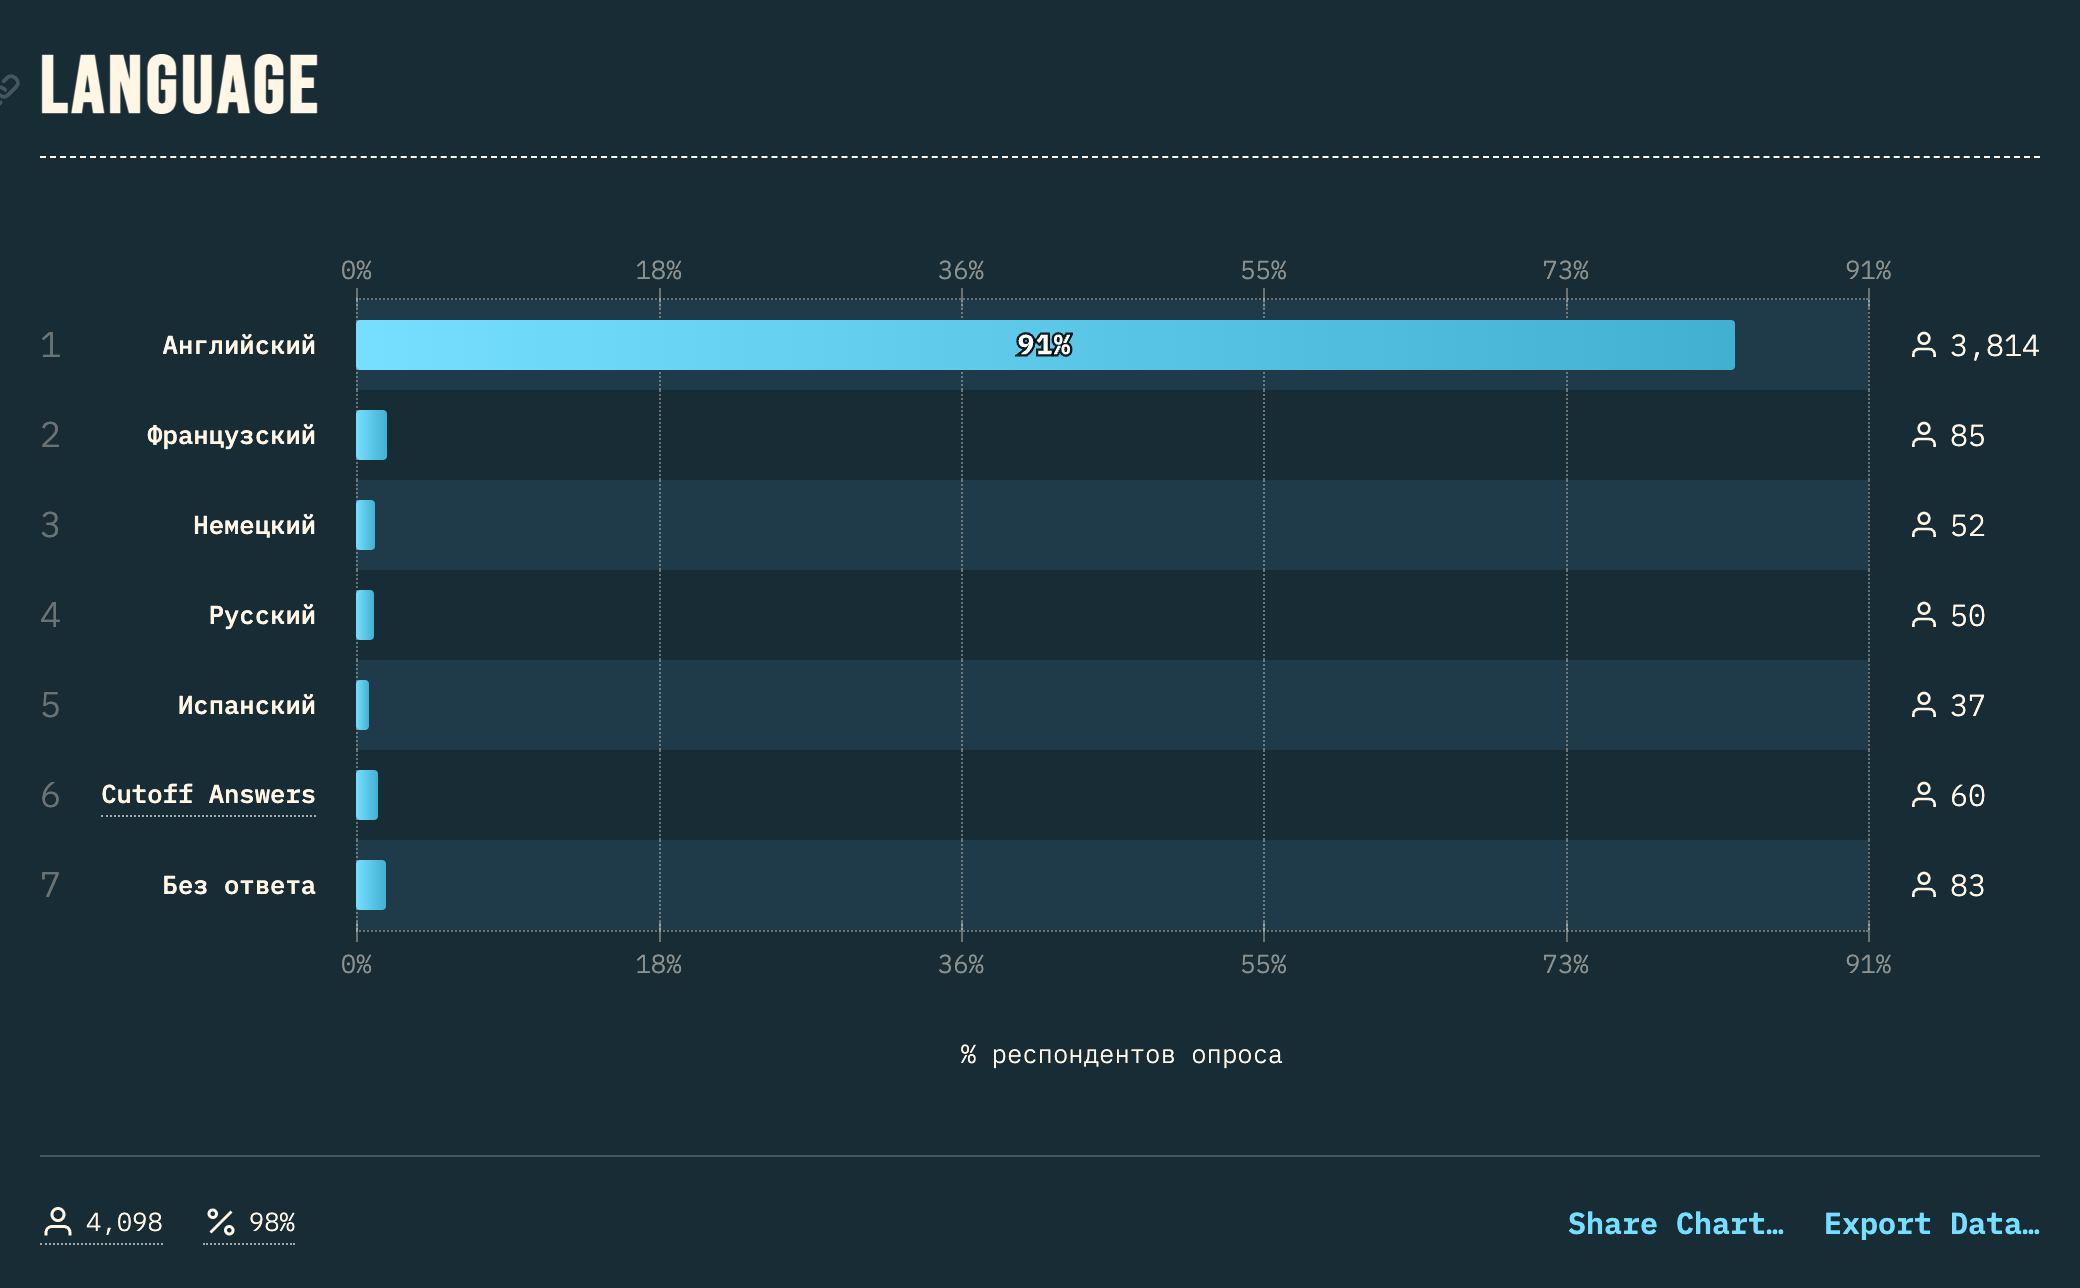 LANGUAGE
0% 18% 36% 55% 73% 91%
1 Английский 91% 3,814
2 Французский 85
3 Немецкий 52
4 Русский 50
5 Испанский 37
6 Cutoff Answers 60
7 Без ответа 83
0% 18% 36% 55% 73% 91%
% респондентов опроса
4,098 98% Share Chart… Export Data…